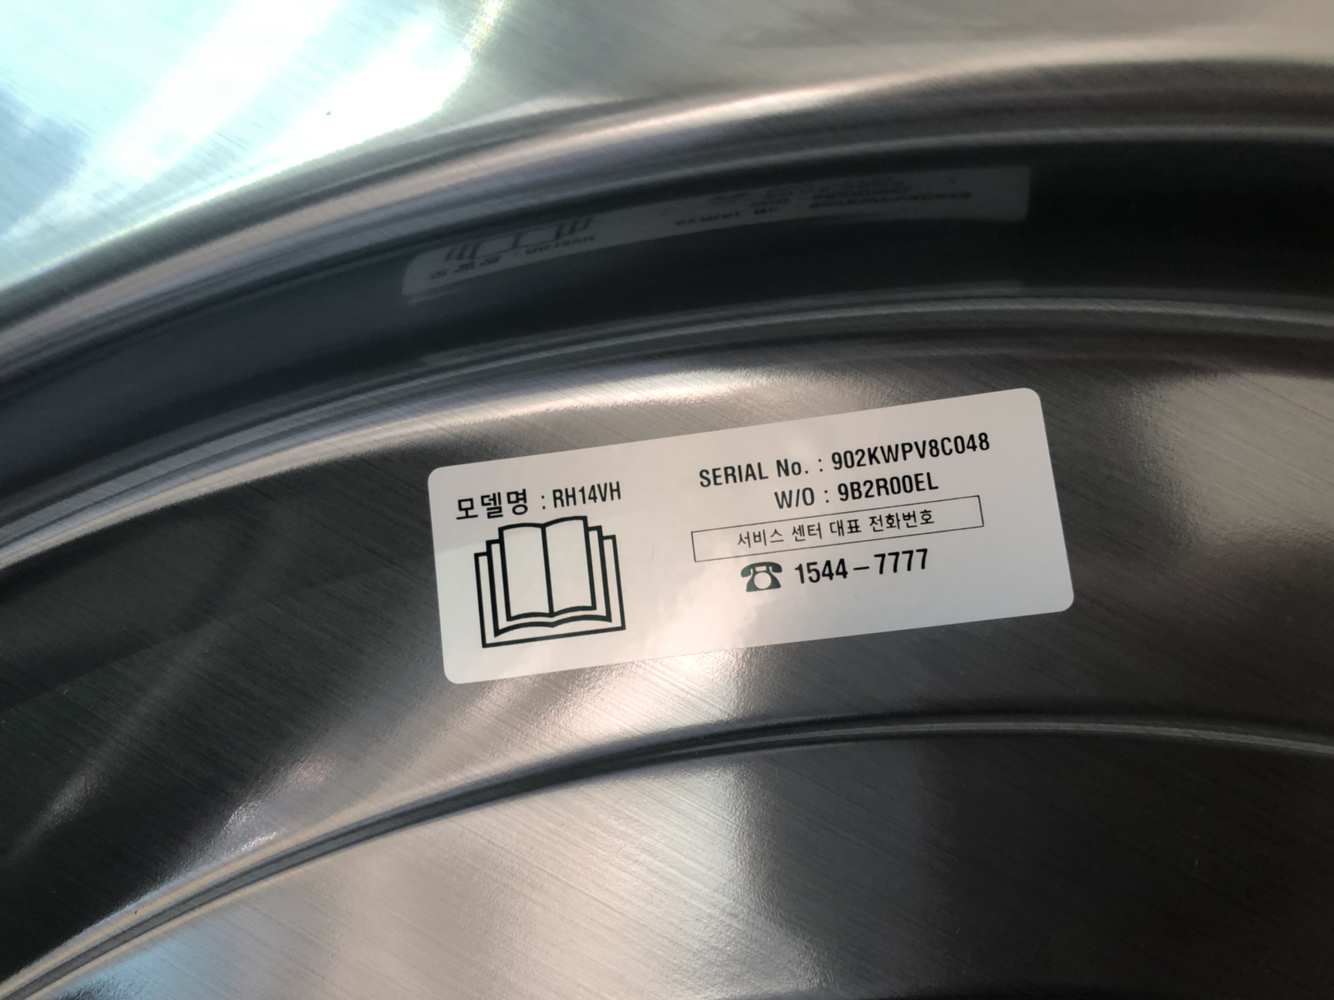 모델명 : RH14VH
SERIAL No. : 902KWPV8C048
W/O : 9B2R00EL
서비스 센터 대표 전화번호
1544-7777